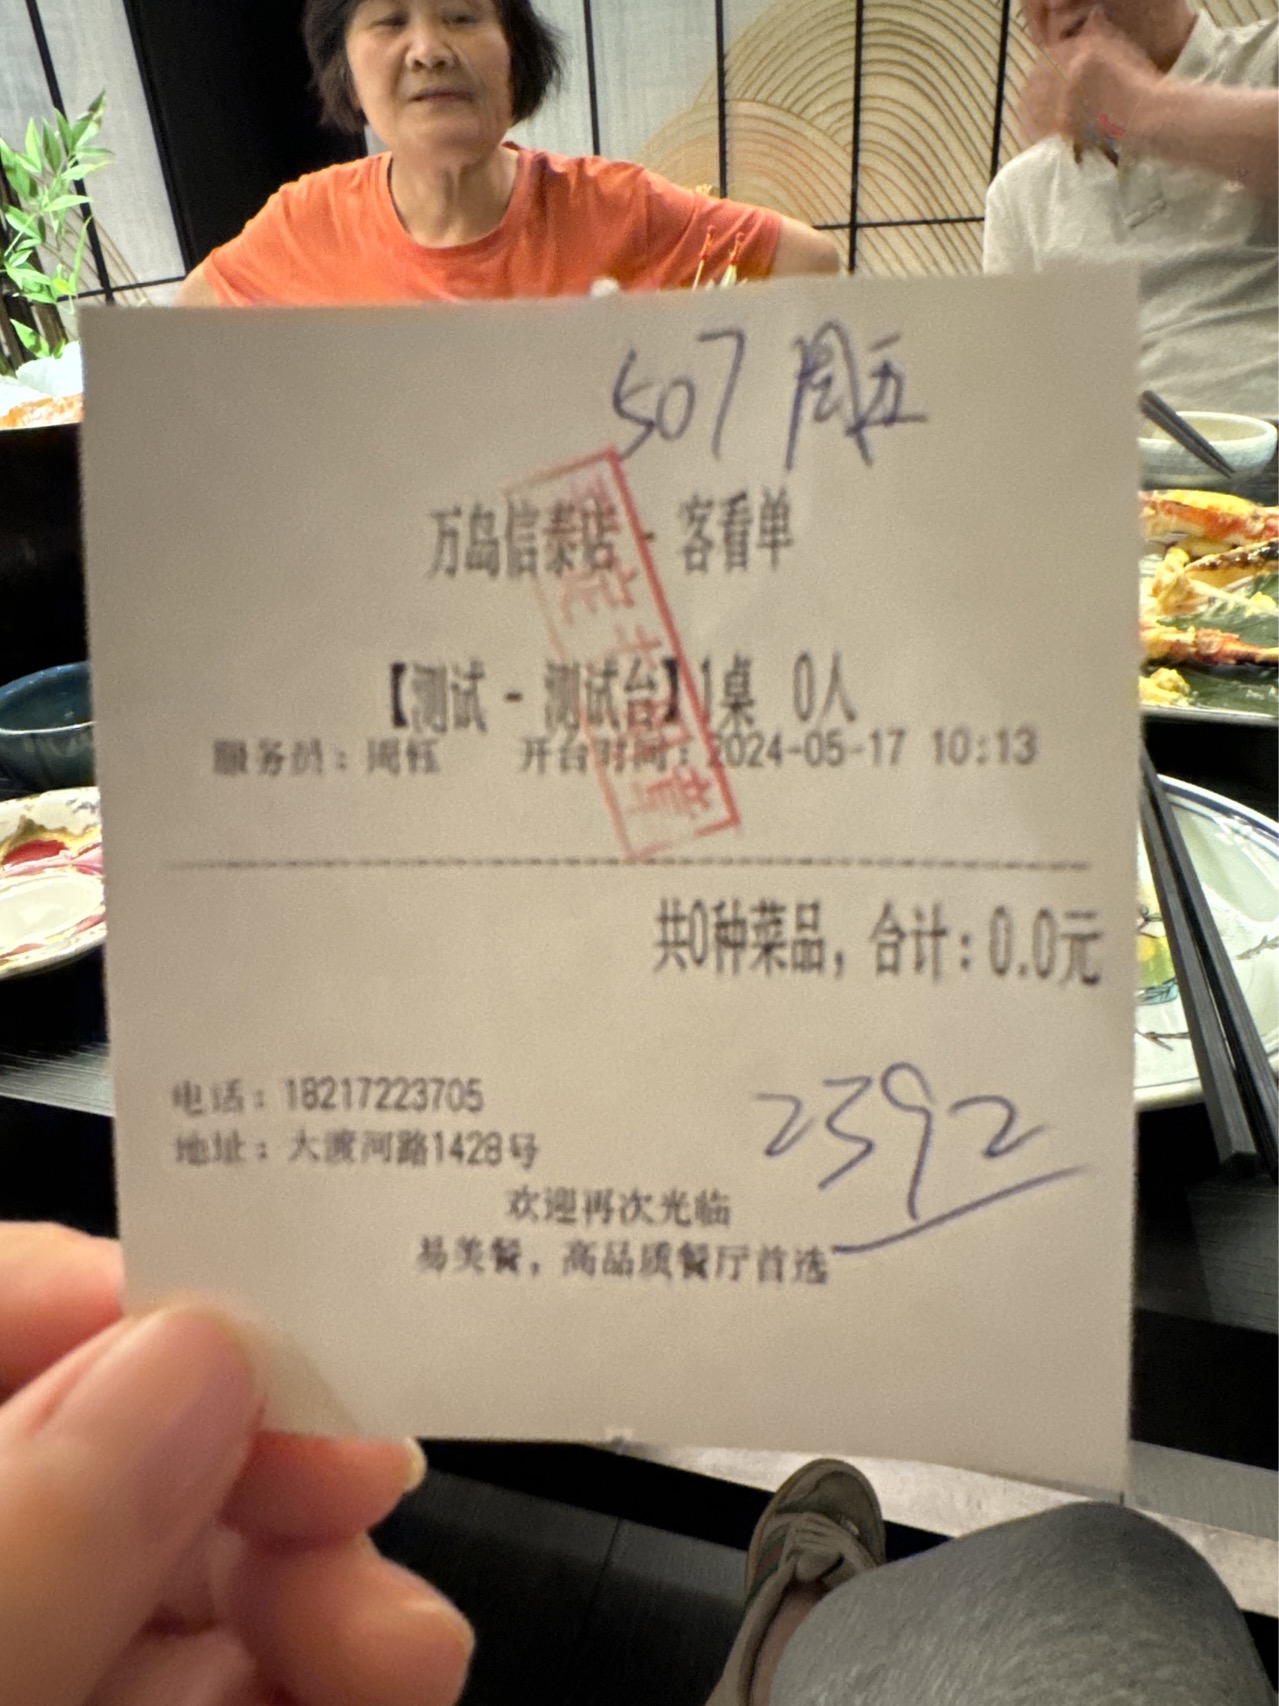 507 周五
万岛信泰店 - 客看单
【测试 - 测试台】1桌 0人
服务员：周钰 开台时间：2024-05-17 10:13
共0种菜品，合计：0.0元
电话：18217223705
地址：大渡河路1428号
2392
欢迎再次光临
易美餐，高品质餐厅首选